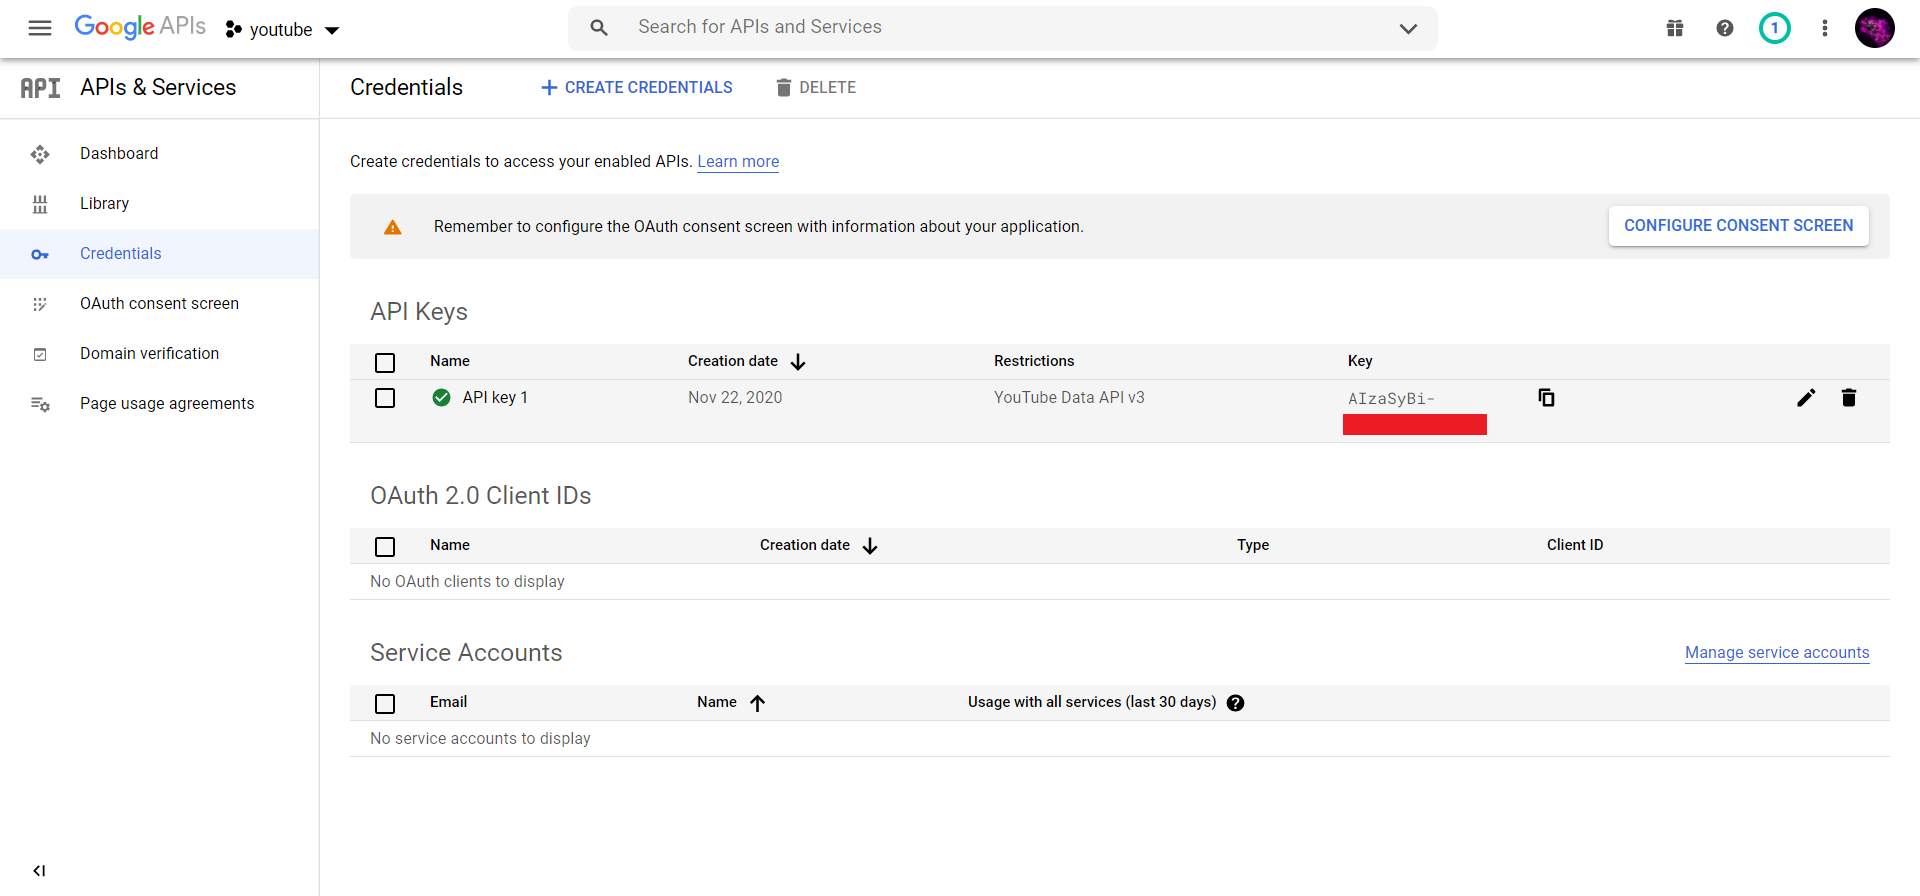 Google APIs
youtube
Search for APIs and Services
1
API
APIs & Services
Credentials
CREATE CREDENTIALS
DELETE
Dashboard
Library
Credentials
OAuth consent screen
Domain verification
Page usage agreements
Create credentials to access your enabled APIs. Learn more
Remember to configure the OAuth consent screen with information about your application.
CONFIGURE CONSENT SCREEN
API Keys
Name Creation date Restrictions Key
API key 1 Nov 22, 2020 YouTube Data API v3 AIzaSyBi-
OAuth 2.0 Client IDs
Name Creation date Type Client ID
No OAuth clients to display
Service Accounts
Manage service accounts
Email Name Usage with all services (last 30 days)
No service accounts to display